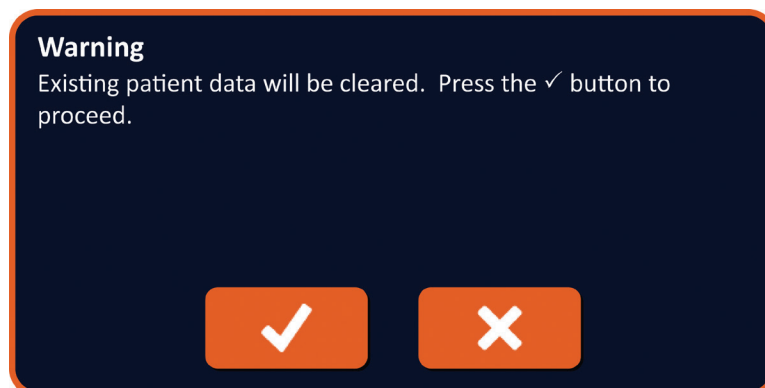 Warning
Existing patient data will be cleared.  Press the ✓ button to
proceed.